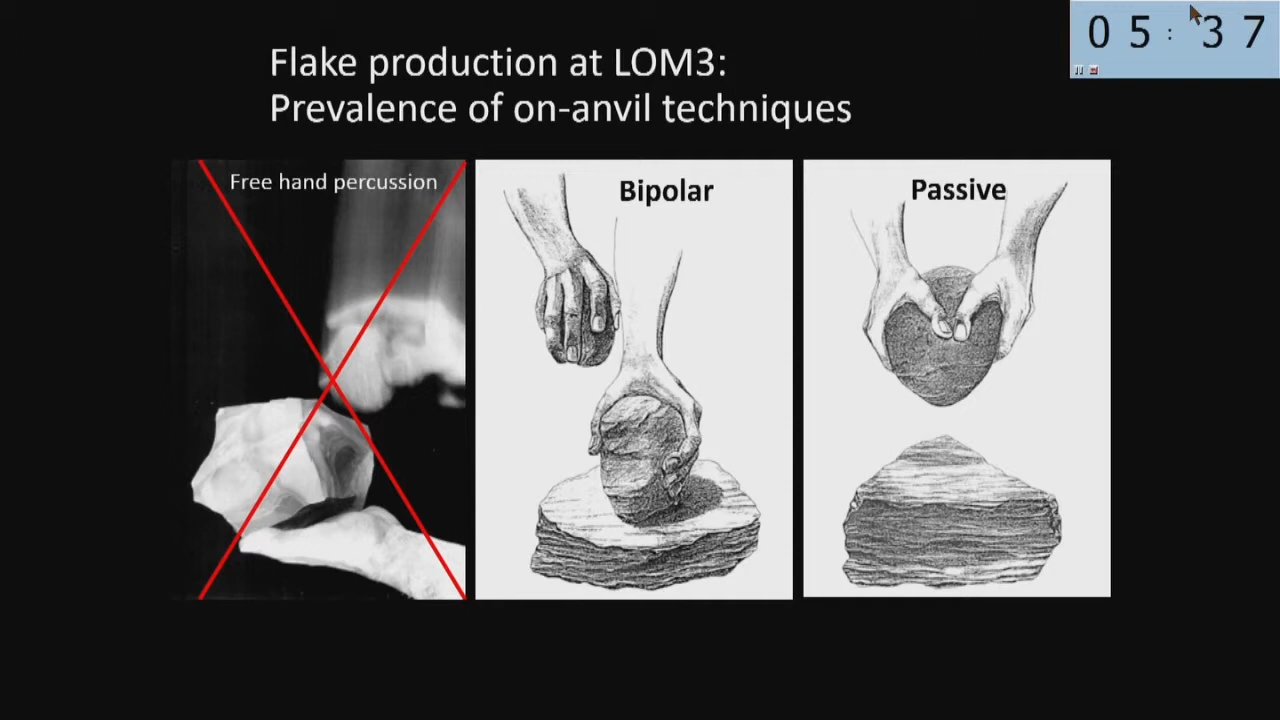 05:37
Flake production at LOM3:
Prevalence of on-anvil techniques
Free hand percussion
Bipolar
Passive